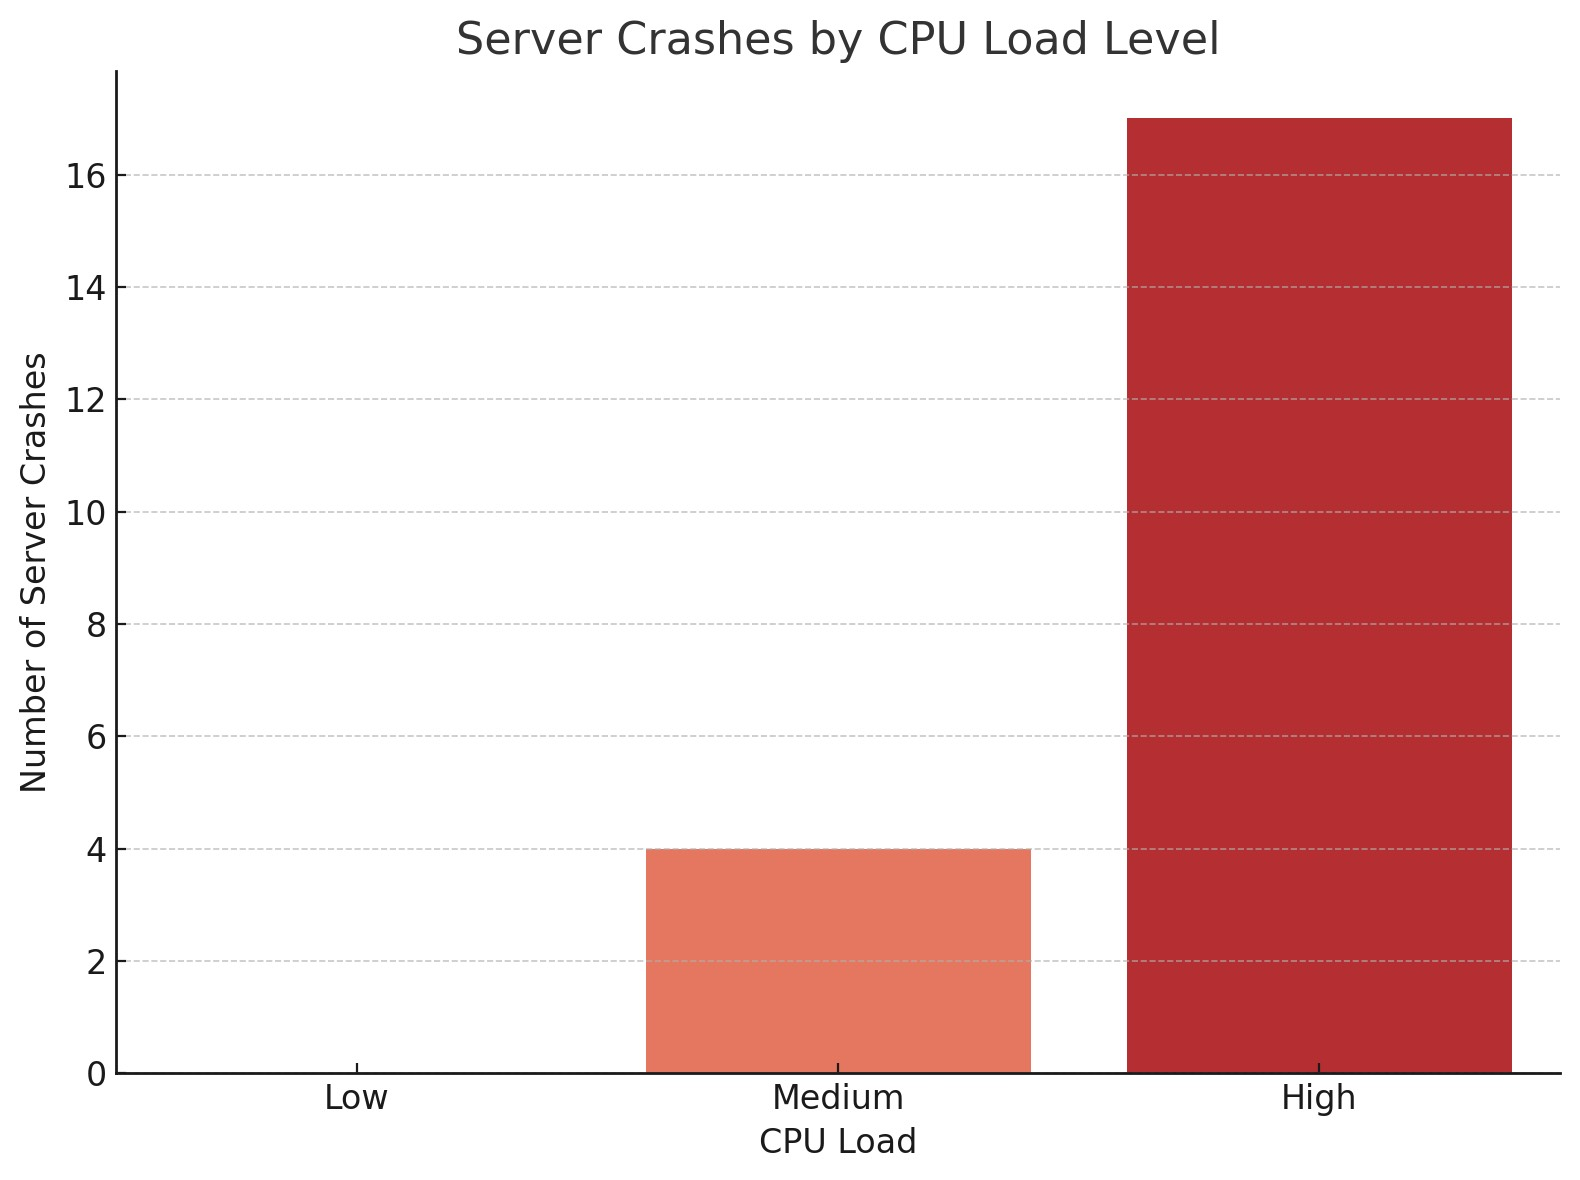 Server Crashes by CPU Load Level
Number of Server Crashes
16
14
12
10
8
6
4
2
0
Low Medium High
CPU Load